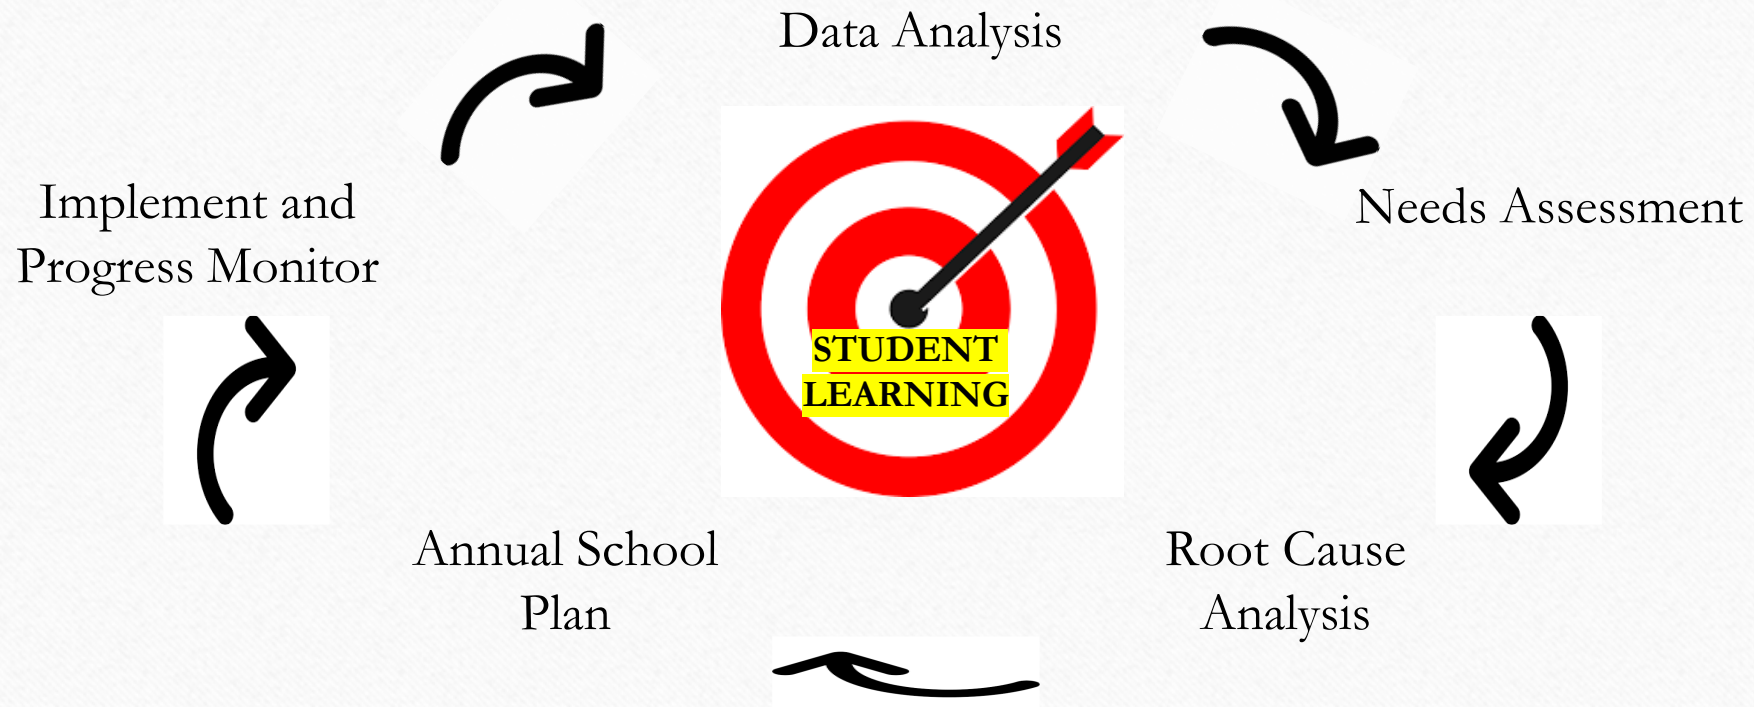 Data Analysis
Needs Assessment
Root Cause
Analysis
Annual School
Plan
Implement and
Progress Monitor
STUDENT
LEARNING